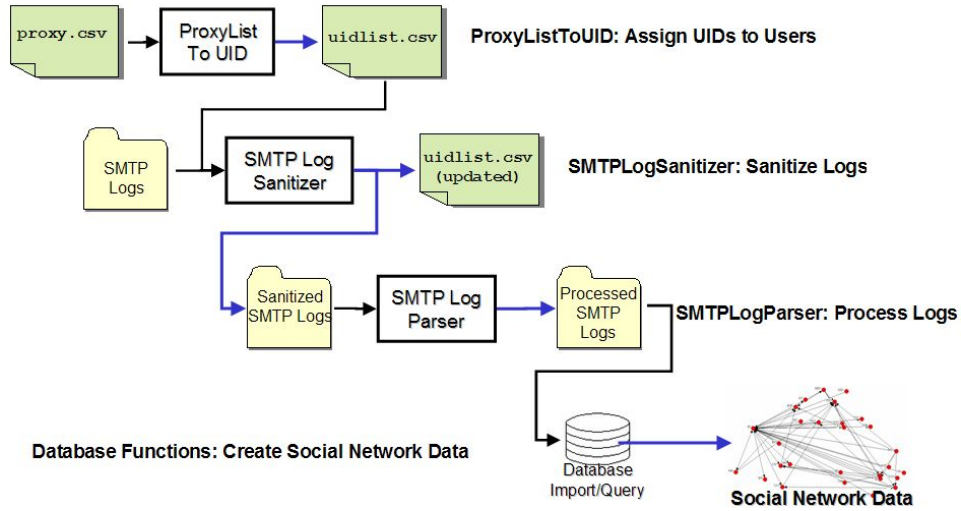 proxy.csv
ProxyList
To UID
uidlist.csv
ProxyListToUID: Assign UIDs to Users
SMTP
Logs
SMTP Log
Sanitizer
uidlist.csv
(updated)
SMTPLogSanitizer: Sanitize Logs
Sanitized
SMTP Logs
SMTP Log
Parser
Processed
SMTP
Logs
SMTPLogParser: Process Logs
Database Functions: Create Social Network Data
Database
Import/Query
Social Network Data